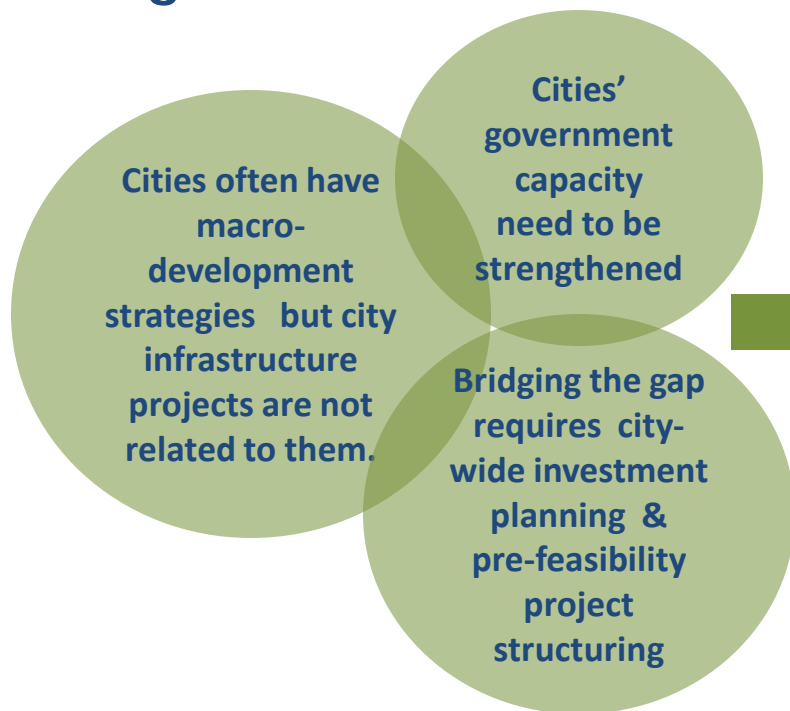 Cities often have
macro-
development
strategies but city
infrastructure
projects are not
related to them.
Cities’
government
capacity
need to be
strengthened
Bridging the gap
requires city-
wide investment
planning &
pre-feasibility
project
structuring